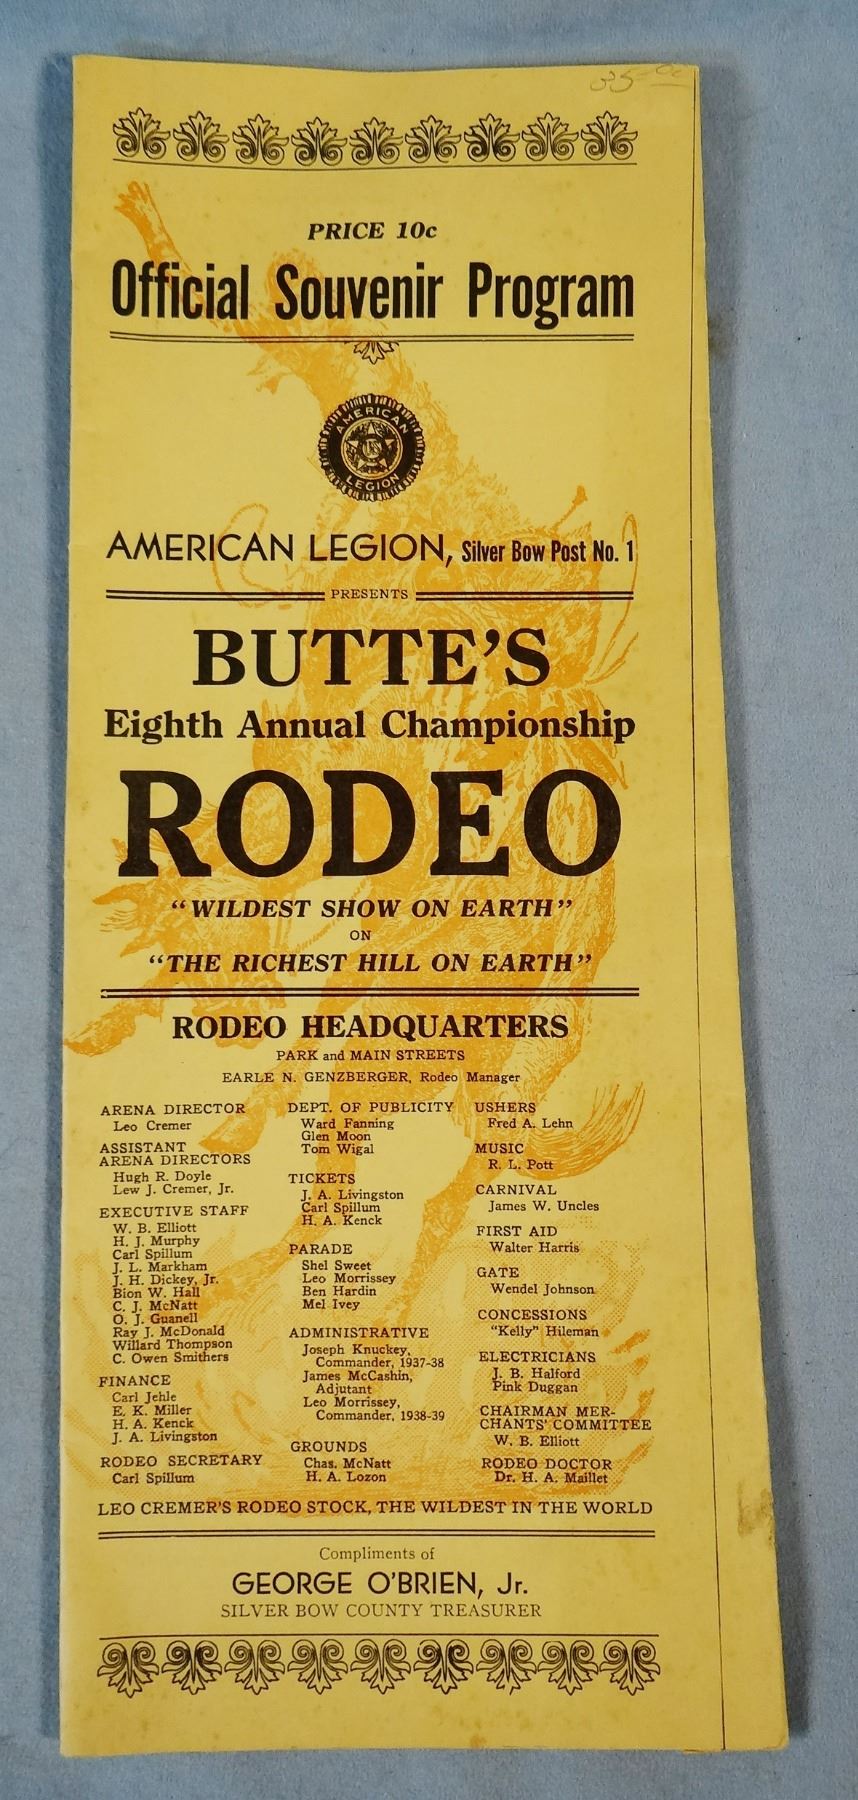 PRICE 10c
Official Souvenir Program
AMERICAN
US
LEGION
AMERICAN LEGION, Silver Bow Post No. 1
PRESENTS
BUTTE'S
Eighth Annual Championship
RODEO
"WILDEST SHOW ON EARTH"
ON
"THE RICHEST HILL ON EARTH"
RODEO HEADQUARTERS
PARK and MAIN STREETS
EARLE N. GENZBERGER, Rodeo Manager
ARENA DIRECTOR
Leo Cremer
ASSISTANT
ARENA DIRECTORS
Hugh R. Doyle
Lew J. Cremer, Jr.
EXECUTIVE STAFF
W. B. Elliott
H. J. Murphy
Carl Spillum
J. L. Markham
J. H. Dickey, Jr.
Bion W. Hall
C. J. McNatt
O. J. Guanell
Ray J. McDonald
Willard Thompson
C. Owen Smithers
FINANCE
Carl Jehle
E. K. Miller
H. A. Kenck
J. A. Livingston
RODEO SECRETARY
Carl Spillum
DEPT. OF PUBLICITY
Ward Fanning
Glen Moon
Tom Wigal
TICKETS
J. A. Livingston
Carl Spillum
H. A. Kenck
PARADE
Shel Sweet
Leo Morrissey
Ben Hardin
Mel Ivey
ADMINISTRATIVE
Joseph Knuckey,
Commander, 1937-38
James McCashin,
Adjutant
Leo Morrissey,
Commander, 1938-39
GROUNDS
Chas. McNatt
H. A. Lozon
USHERS
Fred A. Lehn
MUSIC
R. L. Pott
CARNIVAL
James W. Uncles
FIRST AID
Walter Harris
GATE
Wendel Johnson
CONCESSIONS
"Kelly" Hileman
ELECTRICIANS
J. B. Halford
Pink Duggan
CHAIRMAN MER-
CHANTS' COMMITTEE
W. B. Elliott
RODEO DOCTOR
Dr. H. A. Maillet
LEO CREMER'S RODEO STOCK, THE WILDEST IN THE WORLD
Compliments of
GEORGE O'BRIEN, Jr.
SILVER BOW COUNTY TREASURER